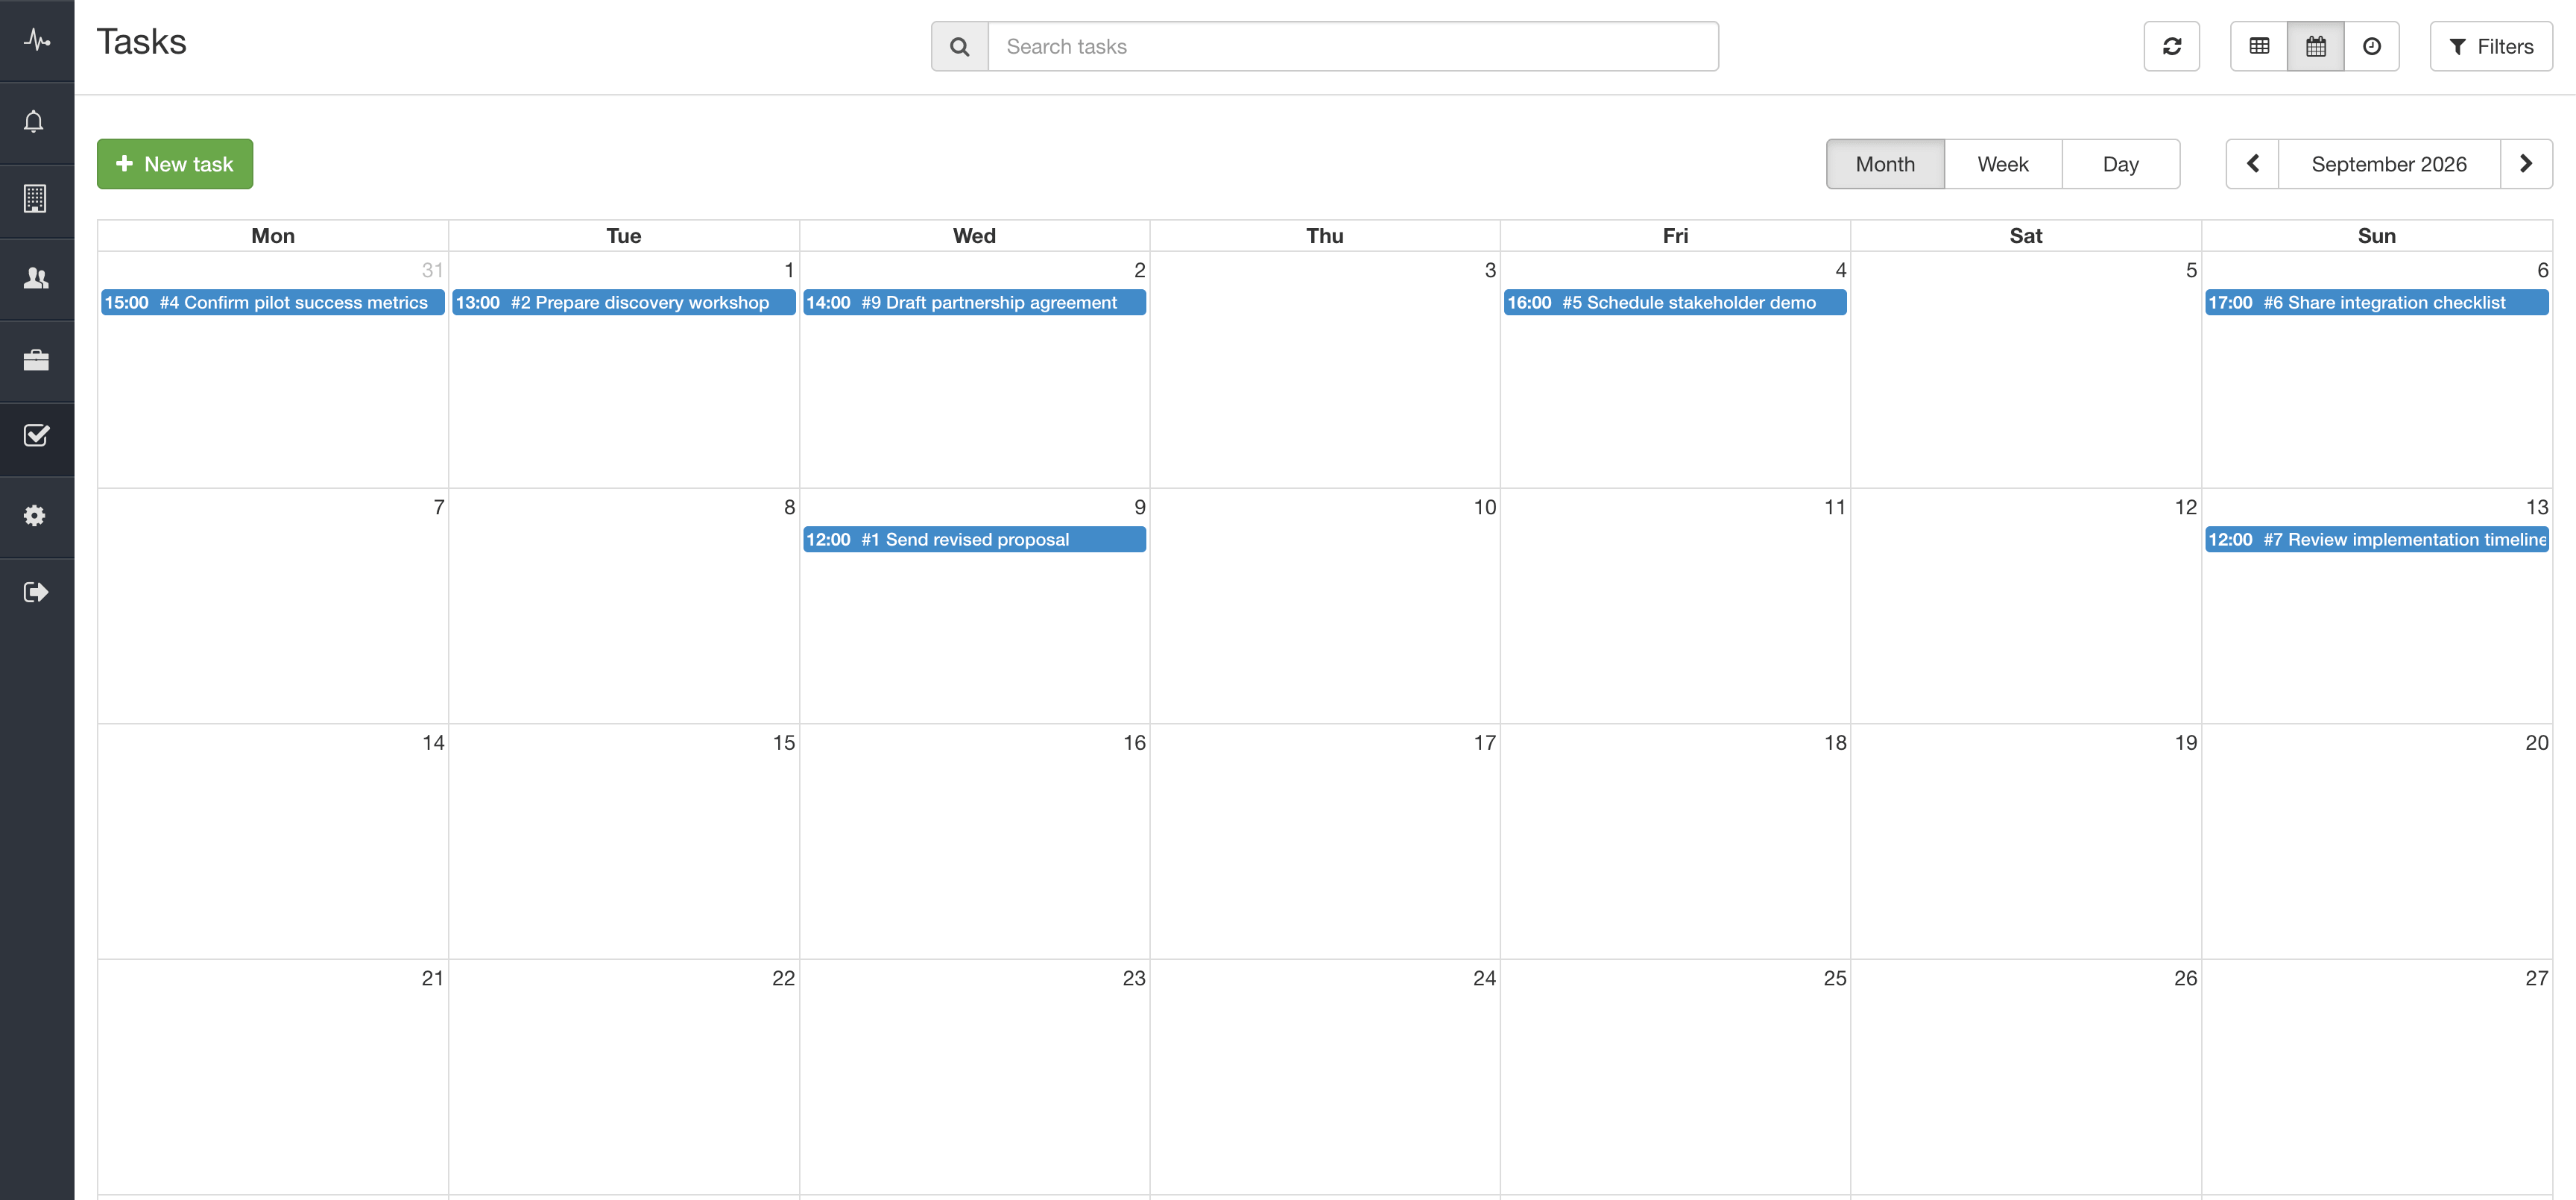 Tasks
Search tasks
Filters
New task
Month Week Day September 2026
Mon Tue Wed Thu Fri Sat Sun
31 1 2 3 4 5 6
15:00 #4 Confirm pilot success metrics
13:00 #2 Prepare discovery workshop
14:00 #9 Draft partnership agreement
16:00 #5 Schedule stakeholder demo
17:00 #6 Share integration checklist
7 8 9 10 11 12 13
12:00 #1 Send revised proposal
12:00 #7 Review implementation timeline
14 15 16 17 18 19 20
21 22 23 24 25 26 27